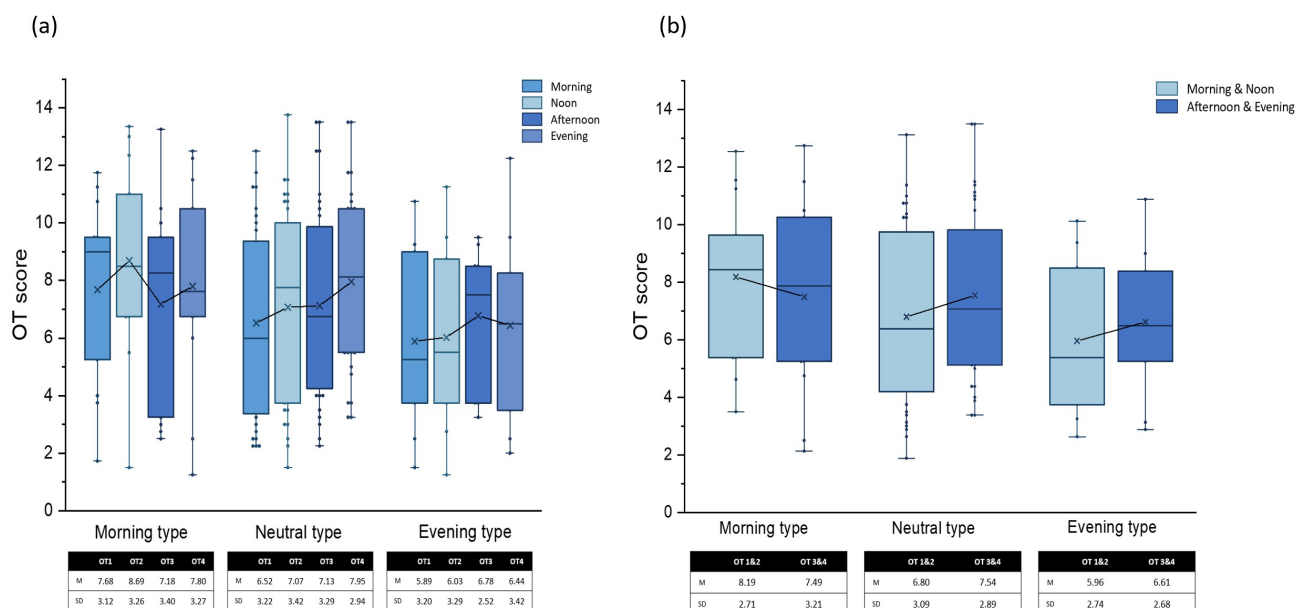 (a)
(b)
Morning
Noon
Afternoon
Evening
OT score
14
12
10
8
6
4
2
0
Morning type
Neutral type
Evening type
OT1 OT2 OT3 OT4
M 7.68 8.69 7.18 7.80
SD 3.12 3.26 3.40 3.27
OT1 OT2 OT3 OT4
M 6.52 7.07 7.13 7.95
SD 3.22 3.42 3.29 2.94
OT1 OT2 OT3 OT4
M 5.89 6.03 6.78 6.44
SD 3.20 3.29 2.52 3.42
Morning & Noon
Afternoon & Evening
OT score
14
12
10
8
6
4
2
0
Morning type
Neutral type
Evening type
OT 1&2 OT 3&4
M 8.19 7.49
SD 2.71 3.21
OT 1&2 OT 3&4
M 6.80 7.54
SD 3.09 2.89
OT 1&2 OT 3&4
M 5.96 6.61
SD 2.74 2.68